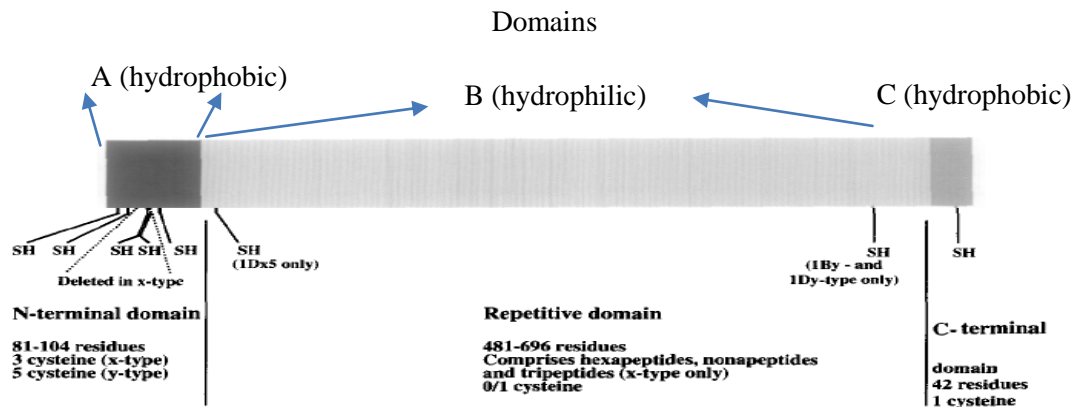 Domains
A (hydrophobic)
B (hydrophilic)
C (hydrophobic)
SH SH SH SH SH SH SH SH
(1Dx5 only)
(1By - and
1Dy-type only)
Deleted in x-type
N-terminal domain
81-104 residues
3 cysteine (x-type)
5 cysteine (y-type)
Repetitive domain
481-696 residues
Comprises hexapeptides, nonapeptides
and tripeptides (x-type only)
0/1 cysteine
C- terminal
domain
42 residues
1 cysteine